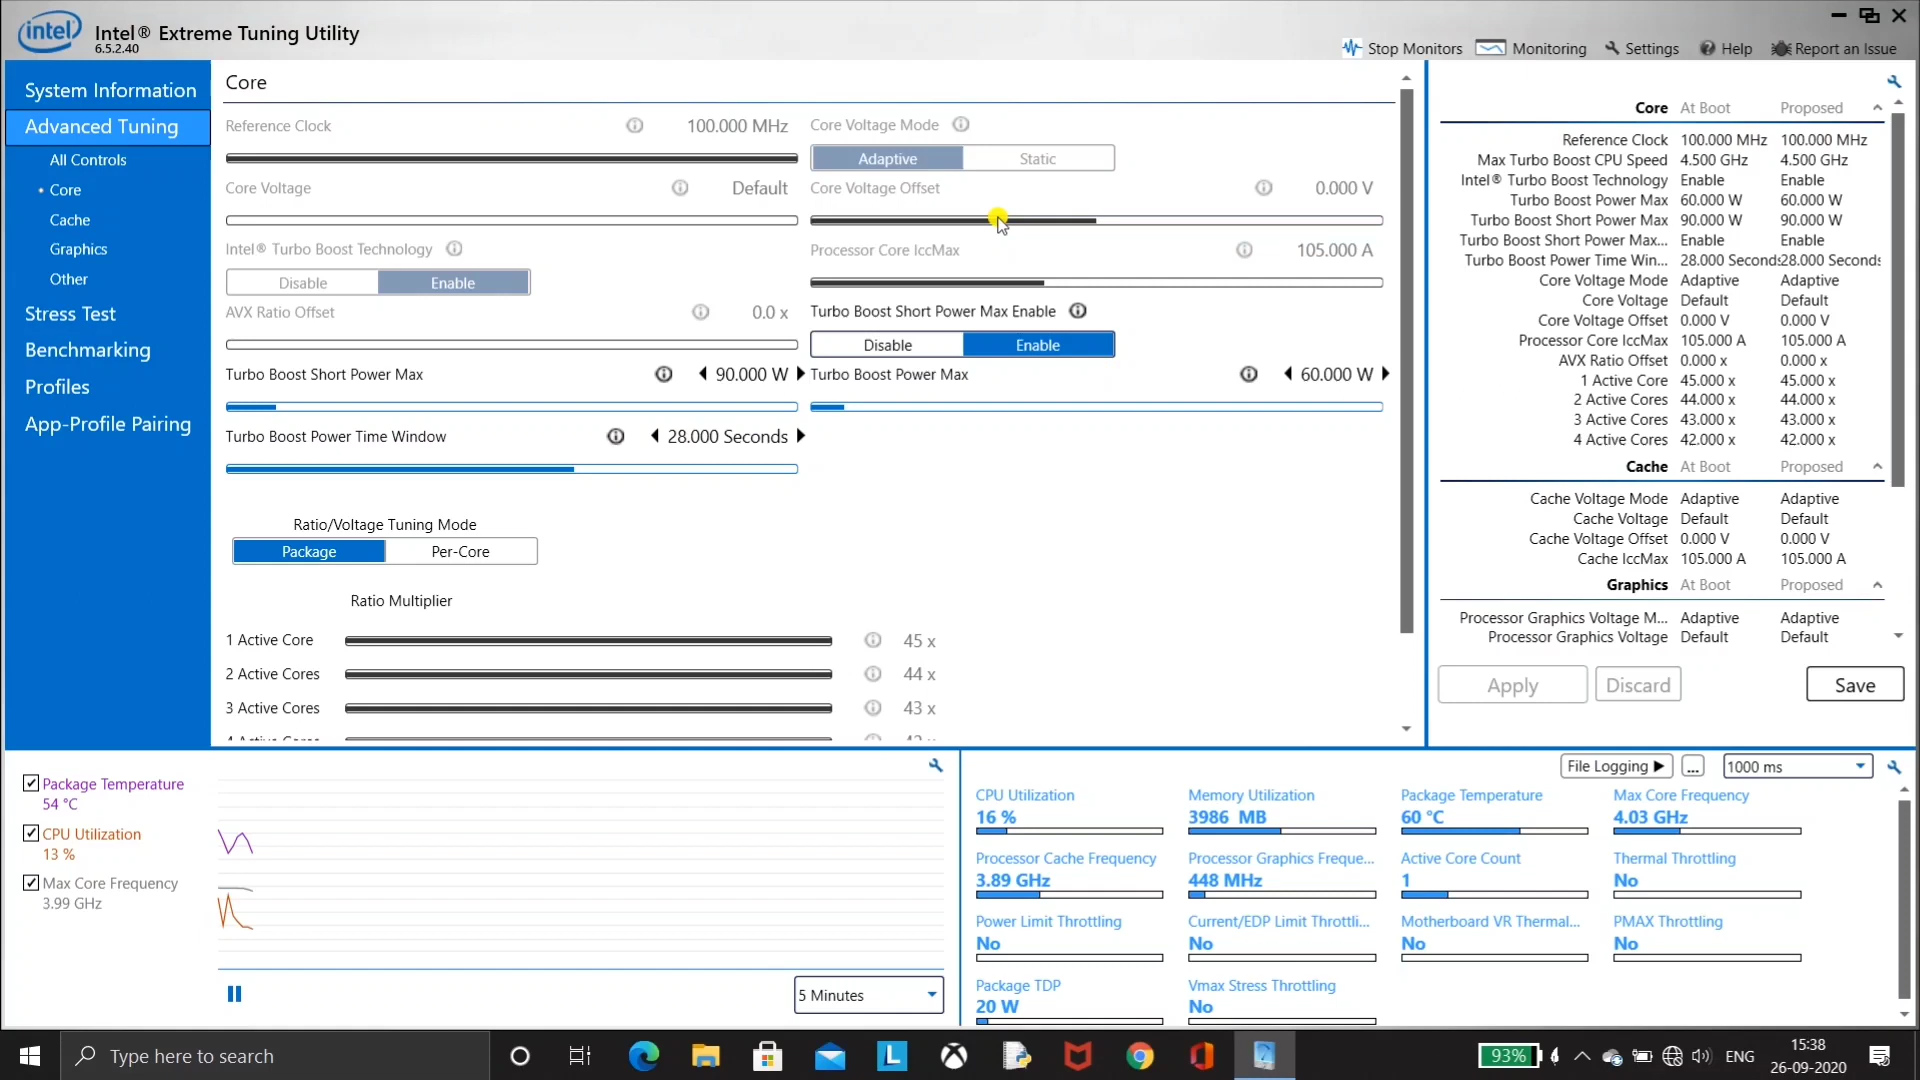 intel
Intel® Extreme Tuning Utility
6.5.2.40
Stop Monitors
Monitoring
Settings
Help
Report an Issue
System Information
Advanced Tuning
All Controls
• Core
Cache
Graphics
Other
Stress Test
Benchmarking
Profiles
App-Profile Pairing
Core
Reference Clock 100.000 MHz
Core Voltage Mode
Adaptive Static
Core Voltage Default
Core Voltage Offset 0.000 V
Intel® Turbo Boost Technology
Disable Enable
Processor Core IccMax 105.000 A
AVX Ratio Offset 0.0 x
Turbo Boost Short Power Max Enable
Disable Enable
Turbo Boost Short Power Max 90.000 W
Turbo Boost Power Max 60.000 W
Turbo Boost Power Time Window 28.000 Seconds
Ratio/Voltage Tuning Mode
Package Per-Core
Ratio Multiplier
1 Active Core 45 x
2 Active Cores 44 x
3 Active Cores 43 x
4 Active Cores 42 x
Core At Boot Proposed
Reference Clock 100.000 MHz 100.000 MHz
Max Turbo Boost CPU Speed 4.500 GHz 4.500 GHz
Intel® Turbo Boost Technology Enable Enable
Turbo Boost Power Max 60.000 W 60.000 W
Turbo Boost Short Power Max 90.000 W 90.000 W
Turbo Boost Short Power Max... Enable Enable
Turbo Boost Power Time Win... 28.000 Seconds 28.000 Seconds
Core Voltage Mode Adaptive Adaptive
Core Voltage Default Default
Core Voltage Offset 0.000 V 0.000 V
Processor Core IccMax 105.000 A 105.000 A
AVX Ratio Offset 0.000 x 0.000 x
1 Active Core 45.000 x 45.000 x
2 Active Cores 44.000 x 44.000 x
3 Active Cores 43.000 x 43.000 x
4 Active Cores 42.000 x 42.000 x
Cache At Boot Proposed
Cache Voltage Mode Adaptive Adaptive
Cache Voltage Default Default
Cache Voltage Offset 0.000 V 0.000 V
Cache IccMax 105.000 A 105.000 A
Graphics At Boot Proposed
Processor Graphics Voltage M... Adaptive Adaptive
Processor Graphics Voltage Default Default
Apply Discard Save
Package Temperature
54 °C
CPU Utilization
13 %
Max Core Frequency
3.99 GHz
5 Minutes
File Logging ... 1000 ms
CPU Utilization Memory Utilization Package Temperature Max Core Frequency
16 % 3986 MB 60 °C 4.03 GHz
Processor Cache Frequency Processor Graphics Freque... Active Core Count Thermal Throttling
3.89 GHz 448 MHz 1 No
Power Limit Throttling Current/EDP Limit Throttli... Motherboard VR Thermal... PMAX Throttling
No No No No
Package TDP Vmax Stress Throttling
20 W No
Type here to search
L
93%
ENG
15:38
26-09-2020